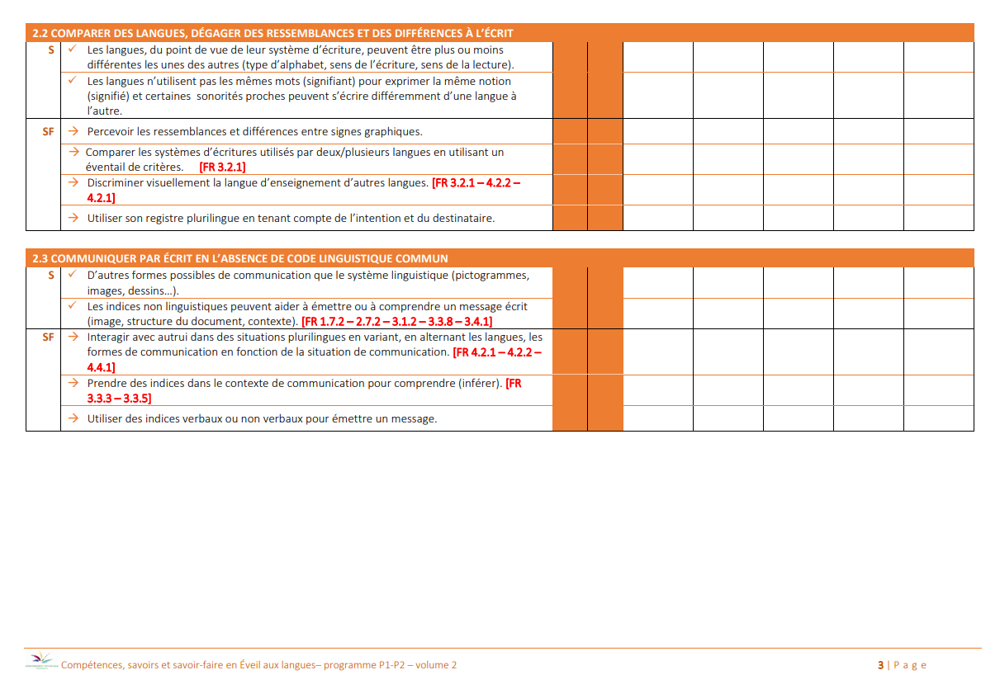 2.2 COMPARER DES LANGUES, DÉGAGER DES RESSEMBLANCES ET DES DIFFÉRENCES À L’ÉCRIT
S ✓ Les langues, du point de vue de leur système d’écriture, peuvent être plus ou moins
différentes les unes des autres (type d’alphabet, sens de l’écriture, sens de la lecture).
✓ Les langues n’utilisent pas les mêmes mots (signifiant) pour exprimer la même notion
(signifié) et certaines sonorités proches peuvent s’écrire différemment d’une langue à
l’autre.
SF → Percevoir les ressemblances et différences entre signes graphiques.
→ Comparer les systèmes d’écritures utilisés par deux/plusieurs langues en utilisant un
éventail de critères. [FR 3.2.1]
→ Discriminer visuellement la langue d’enseignement d’autres langues. [FR 3.2.1 – 4.2.2 –
4.2.1]
→ Utiliser son registre plurilingue en tenant compte de l’intention et du destinataire.
2.3 COMMUNIQUER PAR ÉCRIT EN L’ABSENCE DE CODE LINGUISTIQUE COMMUN
S ✓ D’autres formes possibles de communication que le système linguistique (pictogrammes,
images, dessins…).
✓ Les indices non linguistiques peuvent aider à émettre ou à comprendre un message écrit
(image, structure du document, contexte). [FR 1.7.2 – 2.7.2 – 3.1.2 – 3.3.8 – 3.4.1]
SF → Interagir avec autrui dans des situations plurilingues en variant, en alternant les langues, les
formes de communication en fonction de la situation de communication. [FR 4.2.1 – 4.2.2 –
4.4.1]
→ Prendre des indices dans le contexte de communication pour comprendre (inférer). [FR
3.3.3 – 3.3.5]
→ Utiliser des indices verbaux ou non verbaux pour émettre un message.
Compétences, savoirs et savoir-faire en Éveil aux langues– programme P1-P2 – volume 2
3 | P a g e